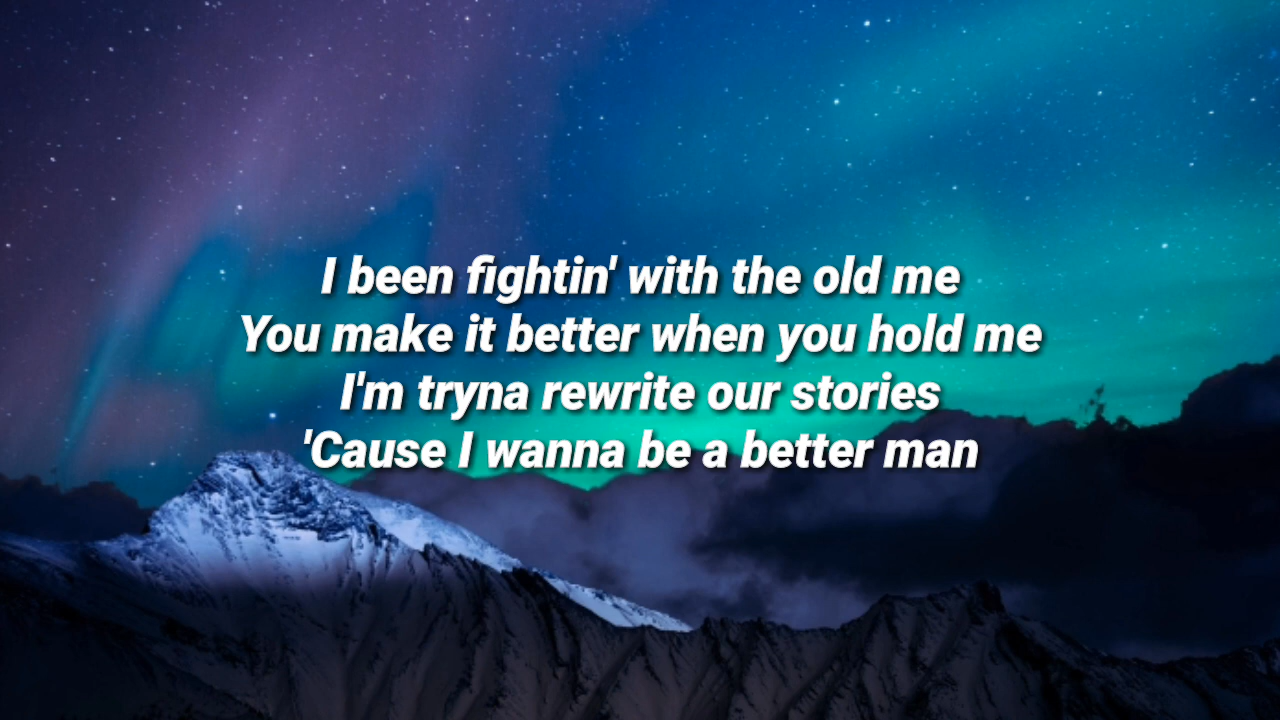 I been fightin' with the old me
You make it better when you hold me
I'm tryna rewrite our stories
'Cause I wanna be a better man